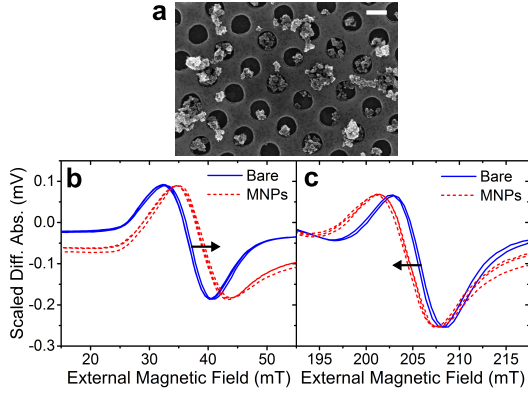 a
b
Bare
MNPs
c
Bare
MNPs
Scaled Diff. Abs. (mV)
0.1
0.0
-0.1
-0.2
-0.3
20
30
40
50
195
200
205
210
215
External Magnetic Field (mT)
External Magnetic Field (mT)